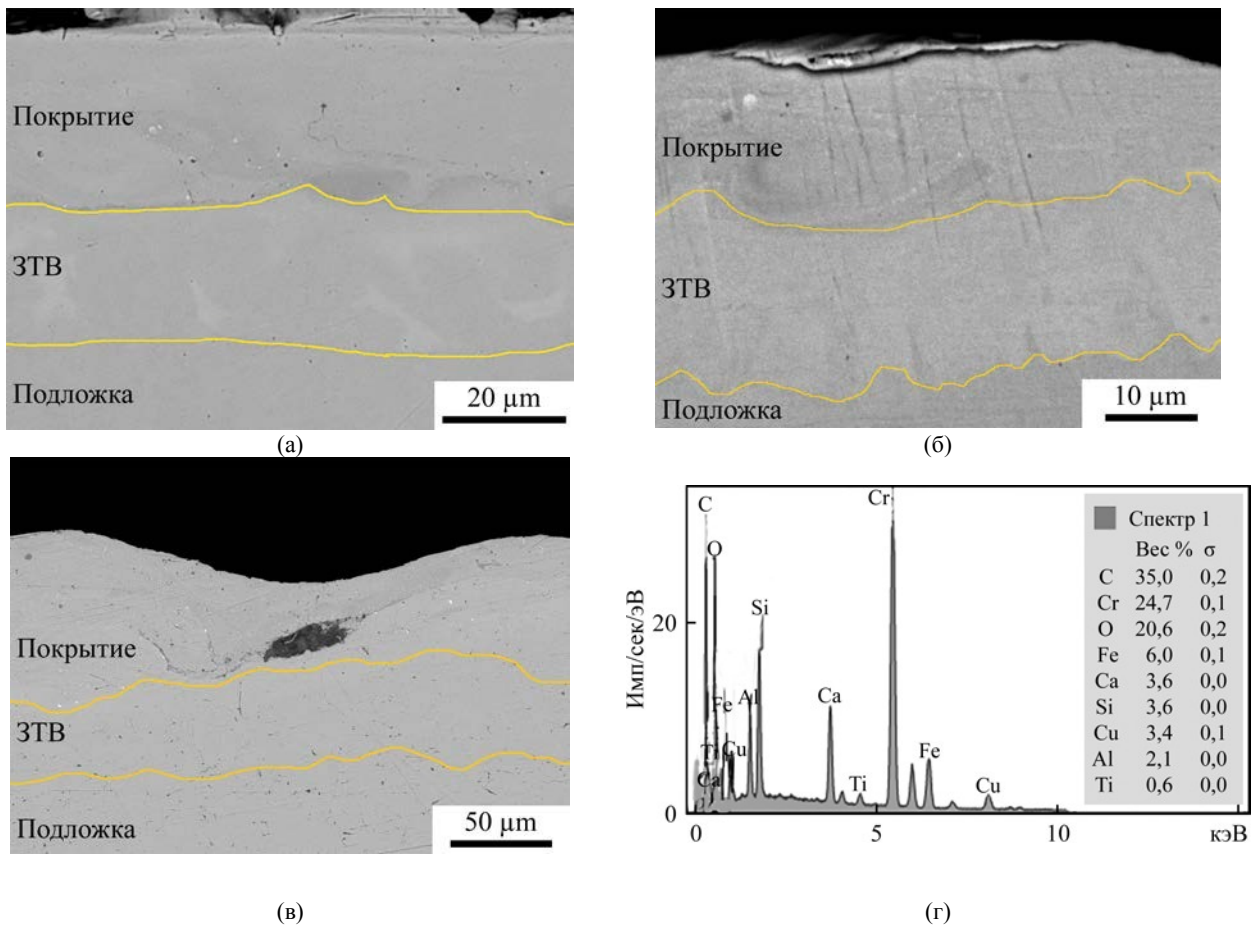 Покрытие
ЗТВ
Подложка
20 µm
(а)
Покрытие
ЗТВ
Подложка
10 µm
(б)
Покрытие
ЗТВ
Подложка
50 µm
(в)
Имп/сек/эВ
20
0
C
O
Fe
Ti
Ca
Cu
Al
Si
Ca
Ti
Cr
Fe
Cu
0 5 10 кэВ
Спектр 1
Вес % σ
C 35,0 0,2
Cr 24,7 0,1
O 20,6 0,2
Fe 6,0 0,1
Ca 3,6 0,0
Si 3,6 0,0
Cu 3,4 0,1
Al 2,1 0,0
Ti 0,6 0,0
(г)